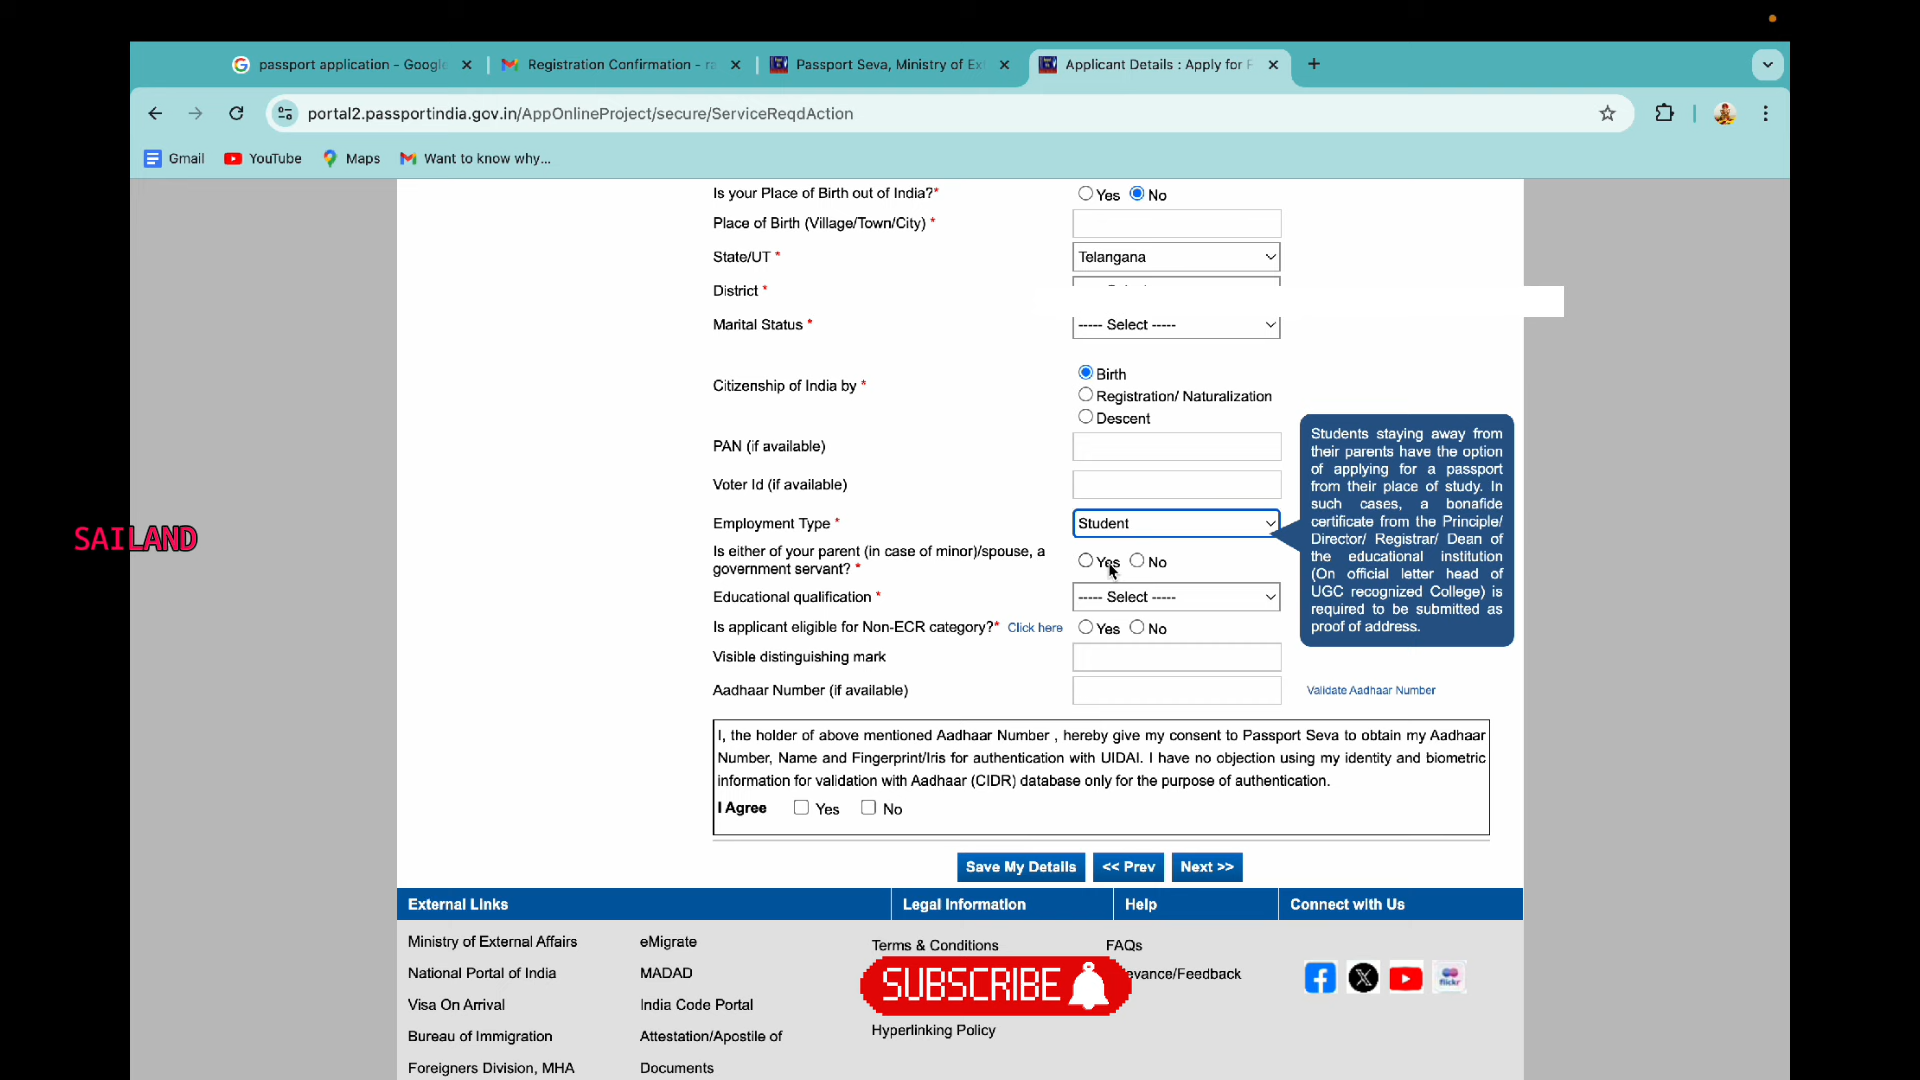 passport application - Google
Registration Confirmation - ra
Passport Seva, Ministry of Ex
Applicant Details : Apply for P
portal2.passportindia.gov.in/AppOnlineProject/secure/ServiceReqdAction
Gmail
YouTube
Maps
Want to know why...
Is your Place of Birth out of India?* Yes No
Place of Birth (Village/Town/City) *
State/UT * Telangana
District *
Marital Status * ----- Select -----
Citizenship of India by *
Birth
Registration/ Naturalization
Descent
PAN (if available)
Voter Id (if available)
Employment Type * Student
Is either of your parent (in case of minor)/spouse, a
government servant? * Yes No
Educational qualification * ----- Select -----
Is applicant eligible for Non-ECR category?* Click here Yes No
Visible distinguishing mark
Aadhaar Number (if available) Validate Aadhaar Number
Students staying away from
their parents have the option
of applying for a passport
from their place of study. In
such cases, a bonafide
certificate from the Principle/
Director/ Registrar/ Dean of
the educational institution
(On official letter head of
UGC recognized College) is
required to be submitted as
proof of address.
SAILAND
I, the holder of above mentioned Aadhaar Number , hereby give my consent to Passport Seva to obtain my Aadhaar
Number, Name and Fingerprint/Iris for authentication with UIDAI. I have no objection using my identity and biometric
information for validation with Aadhaar (CIDR) database only for the purpose of authentication.
I Agree Yes No
Save My Details << Prev Next >>
External Links
Legal Information
Help
Connect with Us
Ministry of External Affairs
National Portal of India
Visa On Arrival
Bureau of Immigration
Foreigners Division, MHA
eMigrate
MADAD
India Code Portal
Attestation/Apostile of
Documents
Terms & Conditions
SUBSCRIBE
Hyperlinking Policy
FAQs
evance/Feedback
flickr